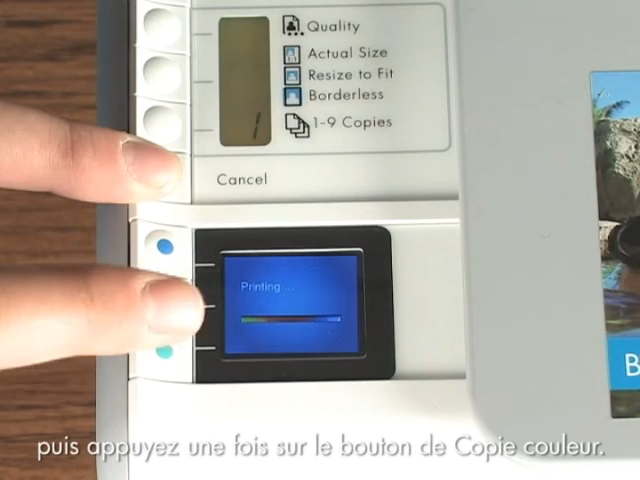 Quality
Actual Size
Resize to Fit
Borderless
1-9 Copies
Cancel
Printing ...
B
puis appuyez une fois sur le bouton de Copie couleur.